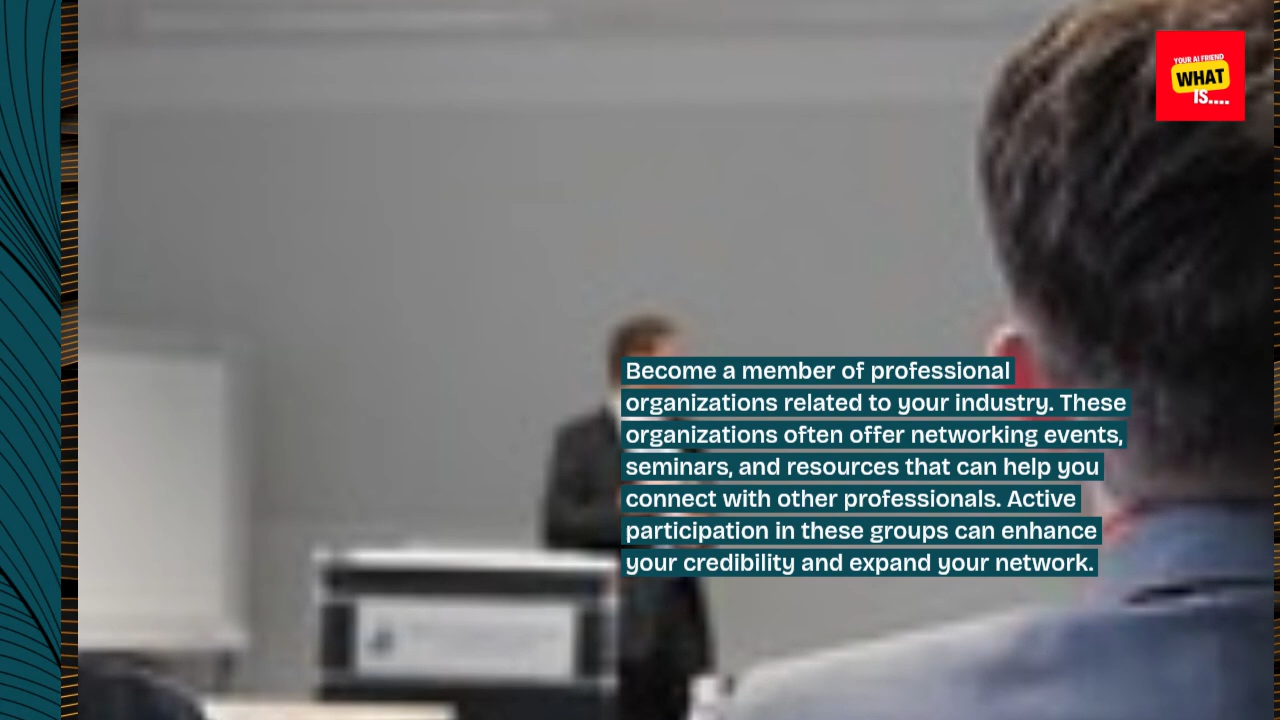 YOUR AI FRIEND
WHAT
IS....
Become a member of professional
organizations related to your industry. These
organizations often offer networking events,
seminars, and resources that can help you
connect with other professionals. Active
participation in these groups can enhance
your credibility and expand your network.